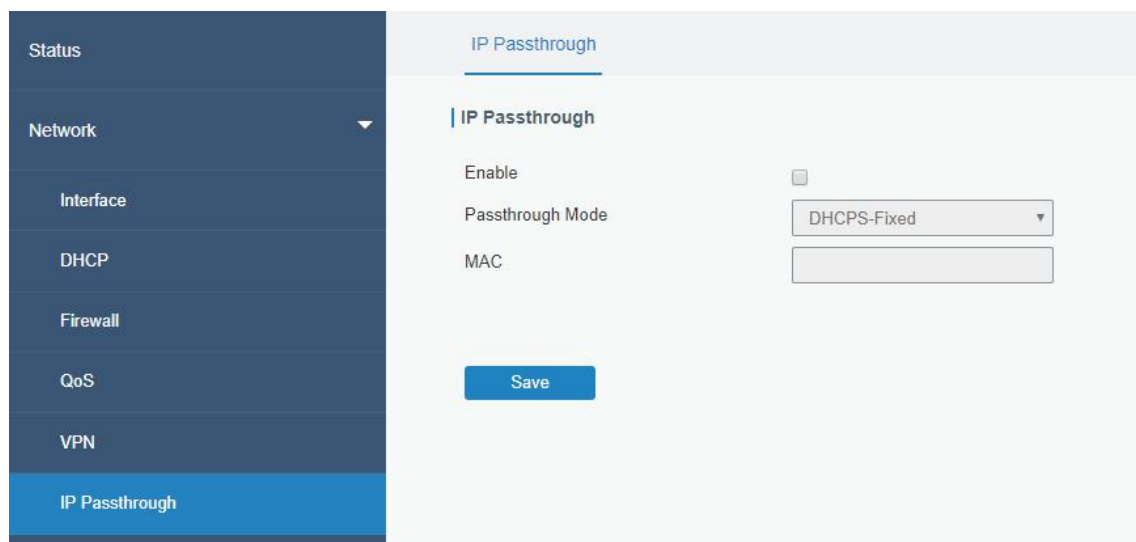 Status
Network
Interface
DHCP
Firewall
QoS
VPN
IP Passthrough
IP Passthrough
IP Passthrough
Enable
Passthrough Mode
DHCPS-Fixed
MAC
Save